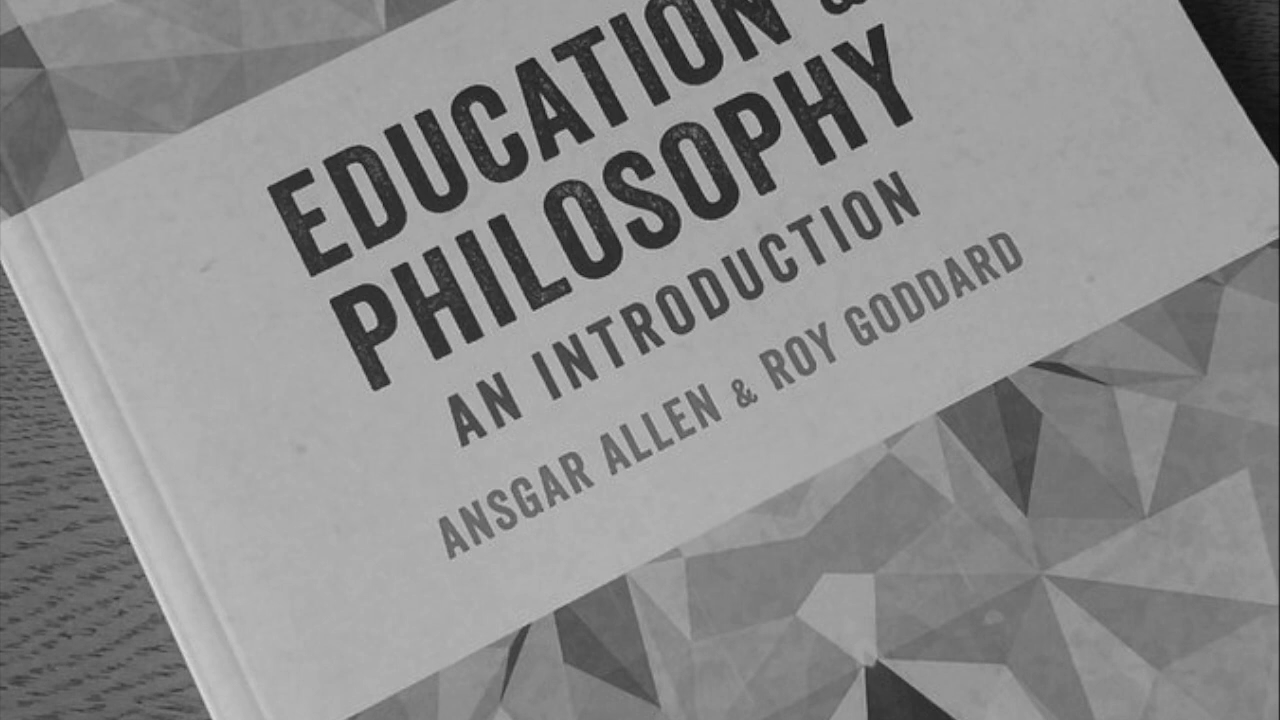 EDUCATION &
PHILOSOPHY
AN INTRODUCTION
ANSGAR ALLEN & ROY GODDARD